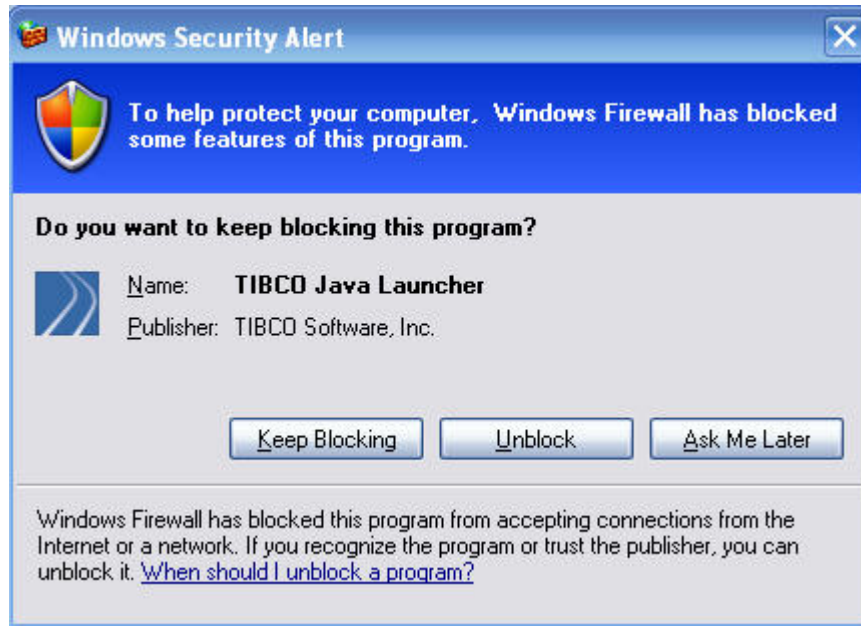 Windows Security Alert
To help protect your computer, Windows Firewall has blocked
some features of this program.
Do you want to keep blocking this program?
Name: TIBCO Java Launcher
Publisher: TIBCO Software, Inc.
Keep Blocking Unblock Ask Me Later
Windows Firewall has blocked this program from accepting connections from the
Internet or a network. If you recognize the program or trust the publisher, you can
unblock it. When should I unblock a program?